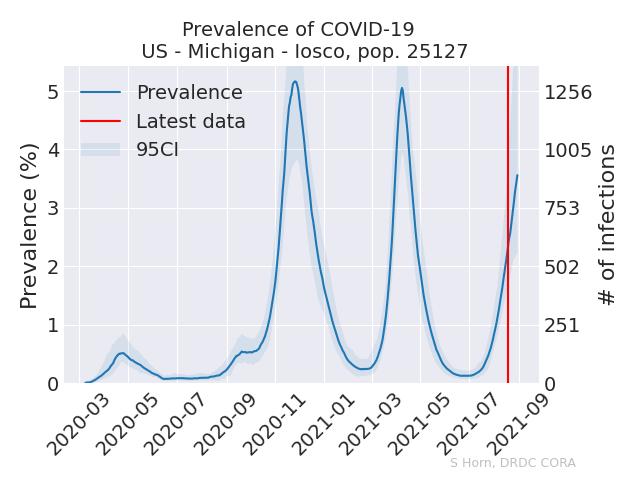 Prevalence of COVID-19
US - Michigan - Iosco, pop. 25127
Prevalence
Latest data
95CI
Prevalence (%)
5
4
3
2
1
0
1256
1005
753
502
251
0
# of infections
2020-03
2020-05
2020-07
2020-09
2020-11
2021-01
2021-03
2021-05
2021-07
2021-09
S Horn, DRDC CORA